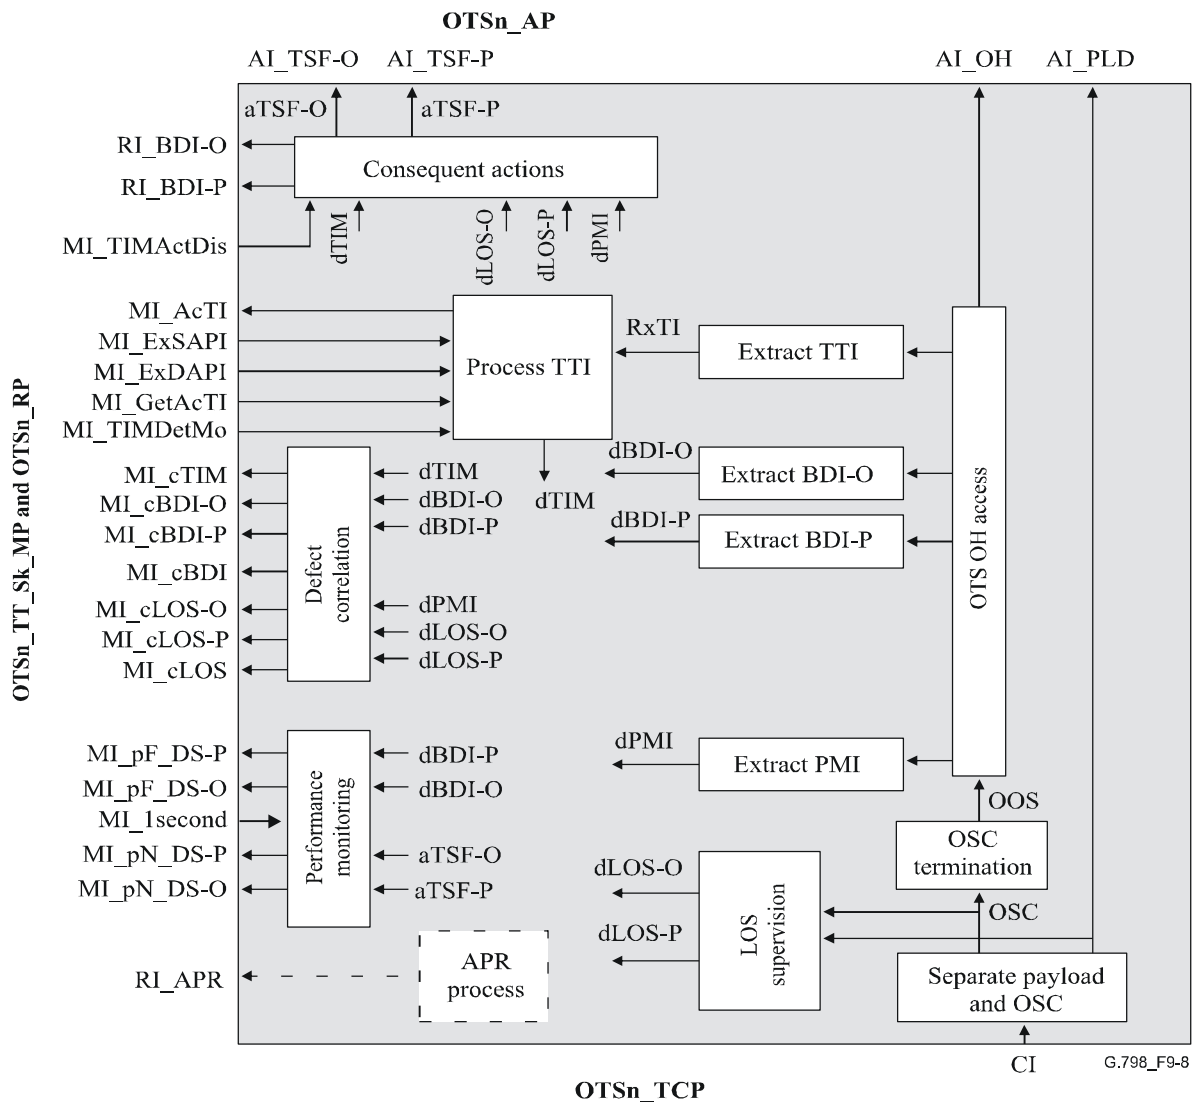 OTSn_AP
AI_TSF-O
AI_TSF-P
AI_OH
AI_PLD
aTSF-O
aTSF-P
RI_BDI-O
Consequent actions
RI_BDI-P
MI_TIMActDis
dTIM
dLOS-O
dLOS-P
dPMI
MI_AcTI
MI_ExSAPI
MI_ExDAPI
MI_GetAcTI
MI_TIMDetMo
Process TTI
RxTI
Extract TTI
dTIM
dBDI-O
Extract BDI-O
dBDI-P
Extract BDI-P
OTS OH access
OTSn_TT_Sk_MP and OTSn_RP
MI_cTIM
MI_cBDI-O
MI_cBDI-P
MI_cBDI
MI_cLOS-O
MI_cLOS-P
MI_cLOS
Defect
correlation
dTIM
dBDI-O
dBDI-P
dPMI
dLOS-O
dLOS-P
MI_pF_DS-P
MI_pF_DS-O
MI_1second
MI_pN_DS-P
MI_pN_DS-O
Performance
monitoring
dBDI-P
dBDI-O
aTSF-O
aTSF-P
dPMI
Extract PMI
OOS
OSC
termination
OSC
dLOS-O
dLOS-P
LOS
supervision
RI_APR
APR
process
Separate payload
and OSC
CI
G.798_F9-8
OTSn_TCP